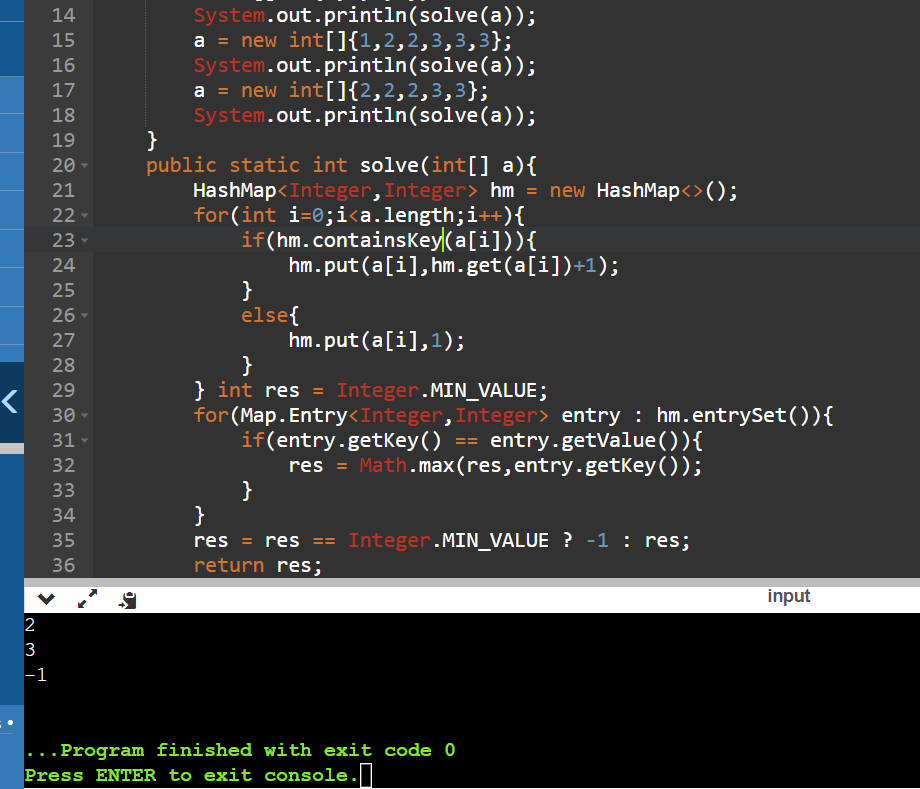 14 System.out.println(solve(a));
15 a = new int[]{1,2,2,3,3,3};
16 System.out.println(solve(a));
17 a = new int[]{2,2,2,3,3};
18 System.out.println(solve(a));
19 }
20 public static int solve(int[] a){
21 HashMap<Integer,Integer> hm = new HashMap<>();
22 for(int i=0;i<a.length;i++){
23 if(hm.containsKey(a[i])){
24 hm.put(a[i],hm.get(a[i])+1);
25 }
26 else{
27 hm.put(a[i],1);
28 }
29 } int res = Integer.MIN_VALUE;
30 for(Map.Entry<Integer,Integer> entry : hm.entrySet()){
31 if(entry.getKey() == entry.getValue()){
32 res = Math.max(res,entry.getKey());
33 }
34 }
35 res = res == Integer.MIN_VALUE ? -1 : res;
36 return res;
input
2
3
-1
...Program finished with exit code 0
Press ENTER to exit console.